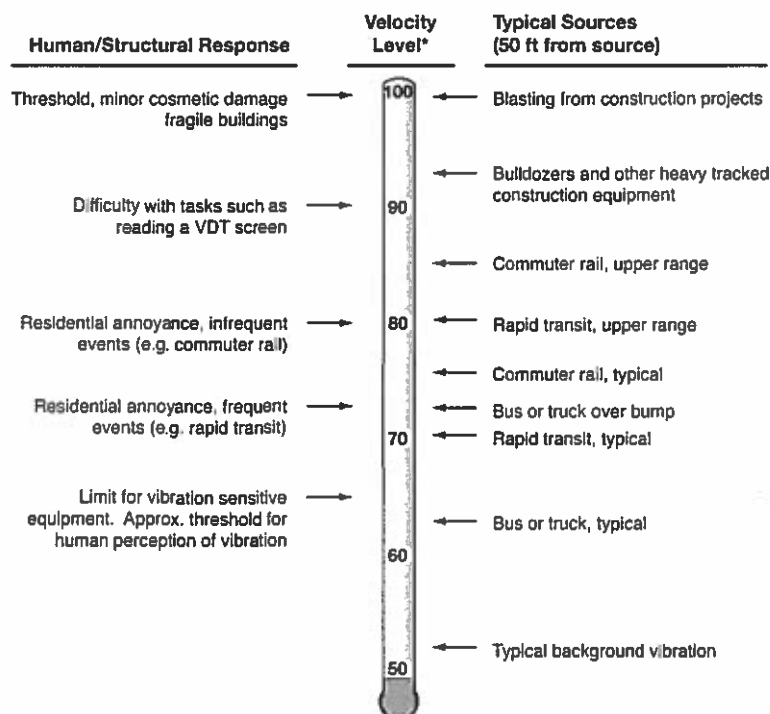 Human/Structural Response
Velocity
Level*
Typical Sources
(50 ft from source)
Threshold, minor cosmetic damage
fragile buildings
100
Blasting from construction projects
Bulldozers and other heavy tracked
construction equipment
Difficulty with tasks such as
reading a VDT screen
90
Commuter rail, upper range
Residential annoyance, infrequent
events (e.g. commuter rail)
80
Rapid transit, upper range
Commuter rail, typical
Residential annoyance, frequent
events (e.g. rapid transit)
Bus or truck over bump
70
Rapid transit, typical
Limit for vibration sensitive
equipment. Approx. threshold for
human perception of vibration
Bus or truck, typical
60
Typical background vibration
50